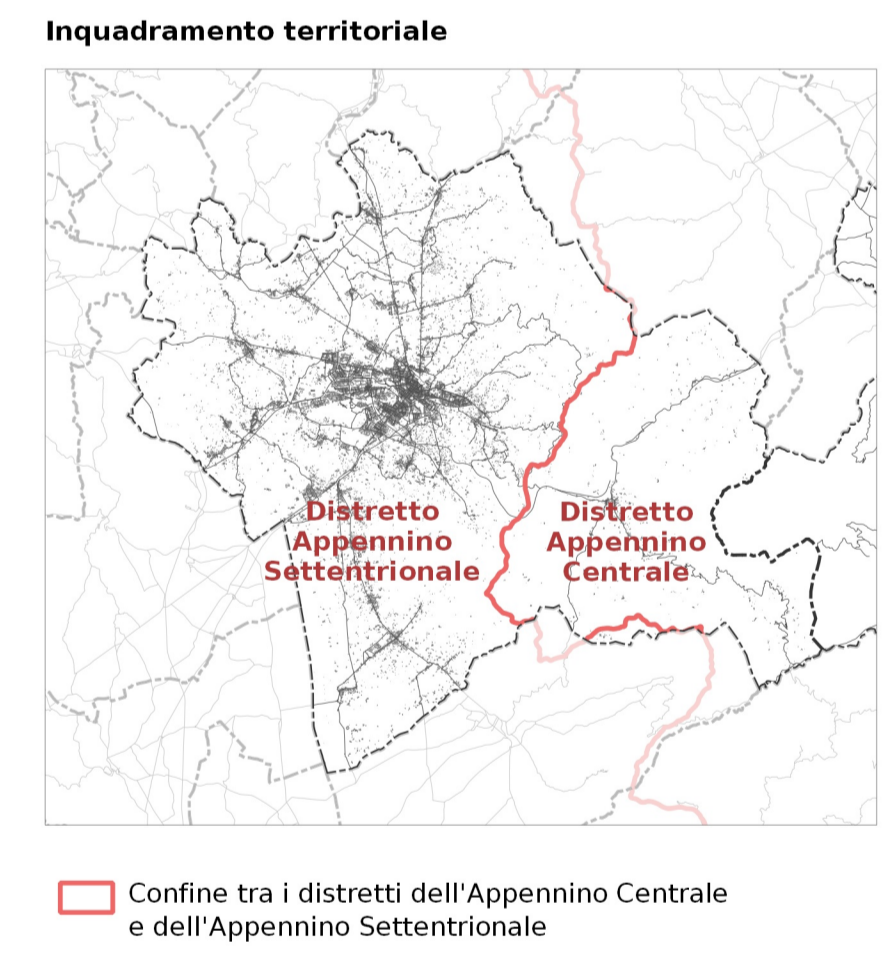 Inquadramento territoriale
Distretto
Appennino
Settentrionale
Distretto
Appennino
Centrale
Confine tra i distretti dell'Appennino Centrale
e dell'Appennino Settentrionale